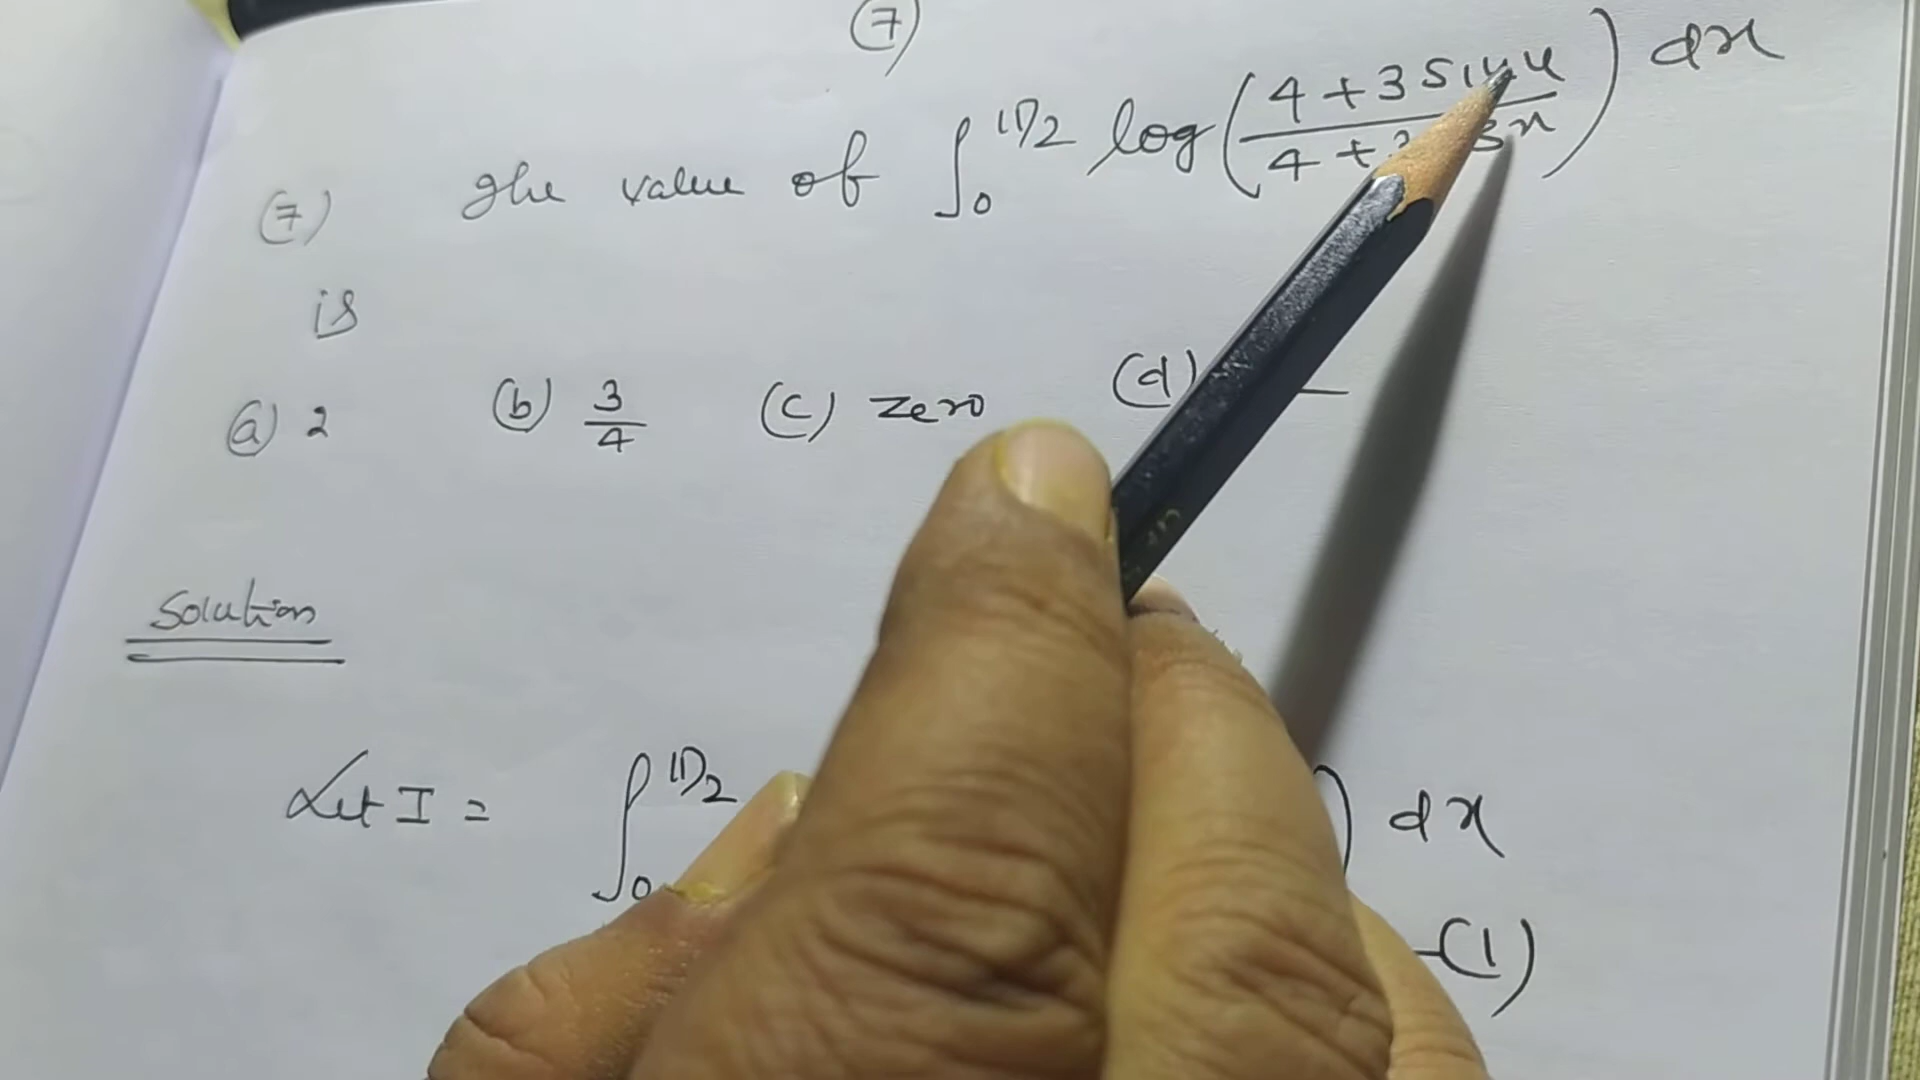 (7)
(7) The value of ∫₀^π/2 log(4+3sinx / 4+3 s x) dx
is
(a) 2 (b) 3/4 (c) zero (d)
Solution
Let I = ∫₀^π/2 ) dx
-(1)